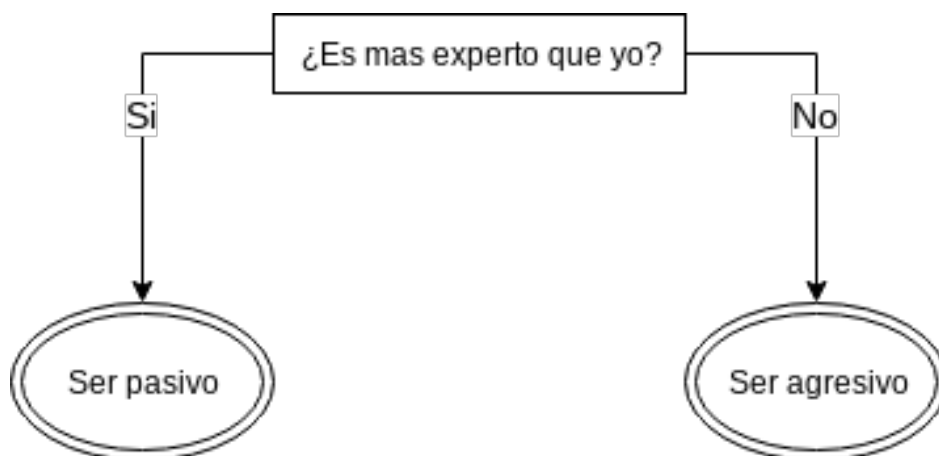 ¿Es mas experto que yo?
Si
No
Ser pasivo
Ser agresivo